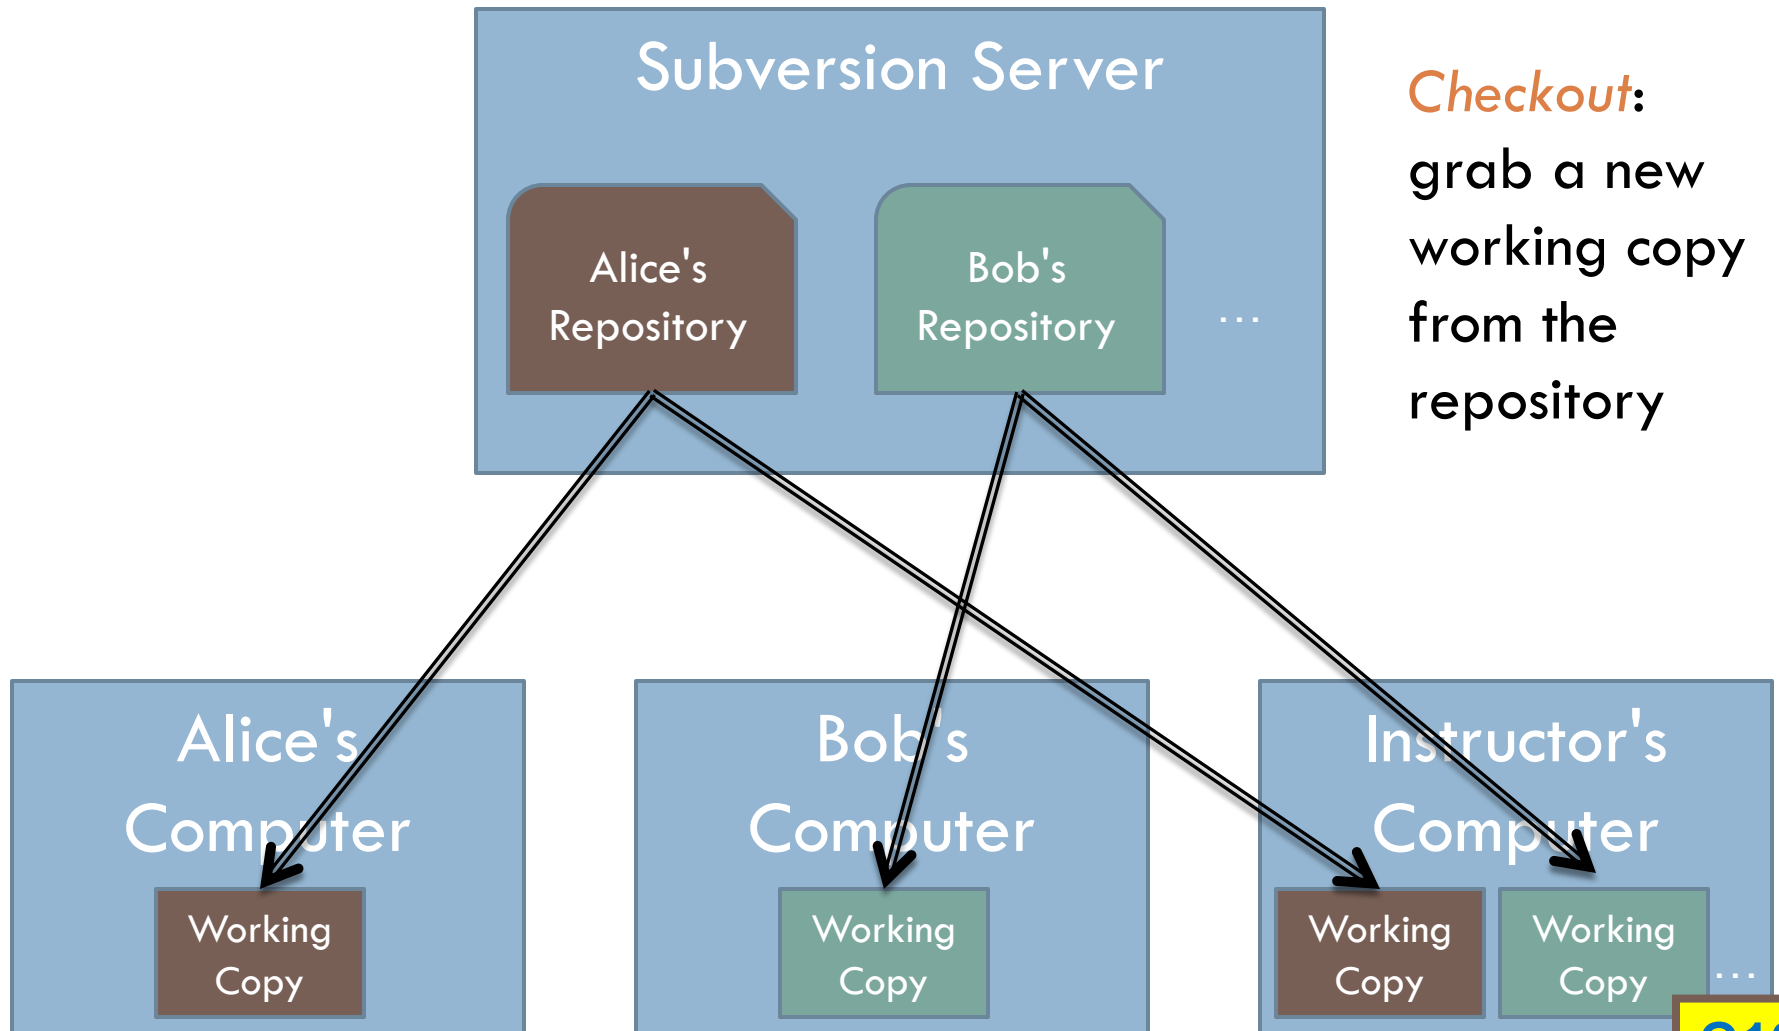 Subversion Server
Checkout:
grab a new
working copy
from the
repository
Alice's
Repository
Bob's
Repository
...
Alice's
Computer
Bob's
Computer
Instructor's
Computer
Working
Copy
Working
Copy
Working
Copy
Working
Copy
...